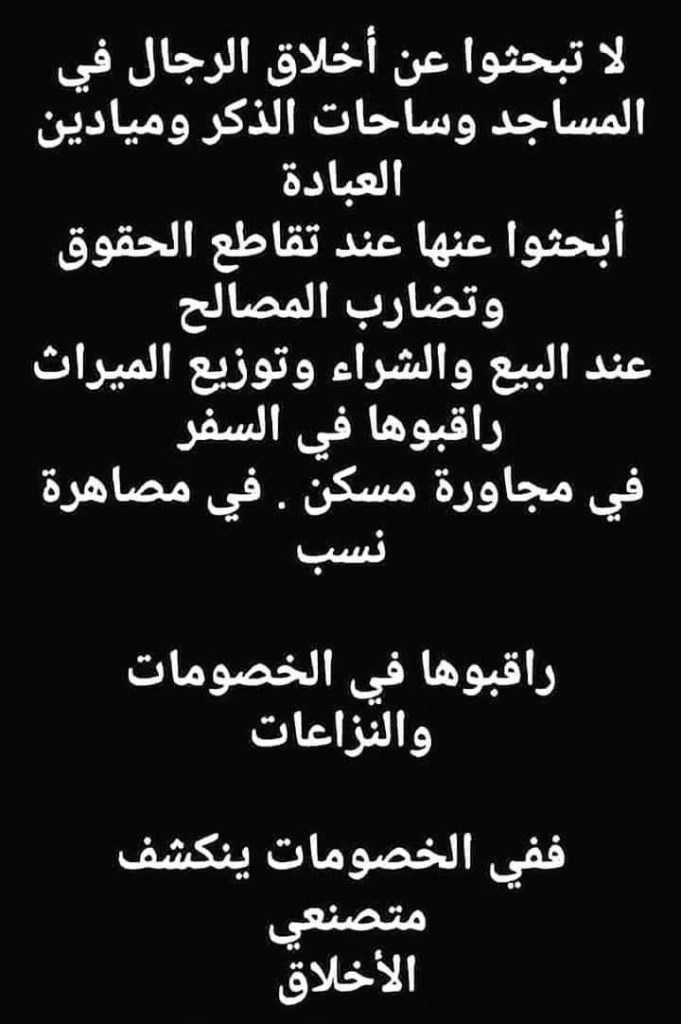 لا تبحثوا عن أخلاق الرجال في
المساجد وساحات الذكر وميادين
العبادة
أبحثوا عنها عند تقاطع الحقوق
وتضارب المصالح
عند البيع والشراء وتوزيع الميراث
راقبوها في السفر
في مجاورة مسكن . في مصاهرة
نسب
راقبوها في الخصومات
والنزاعات
ففي الخصومات ينكشف
متصنعي
الأخلاق